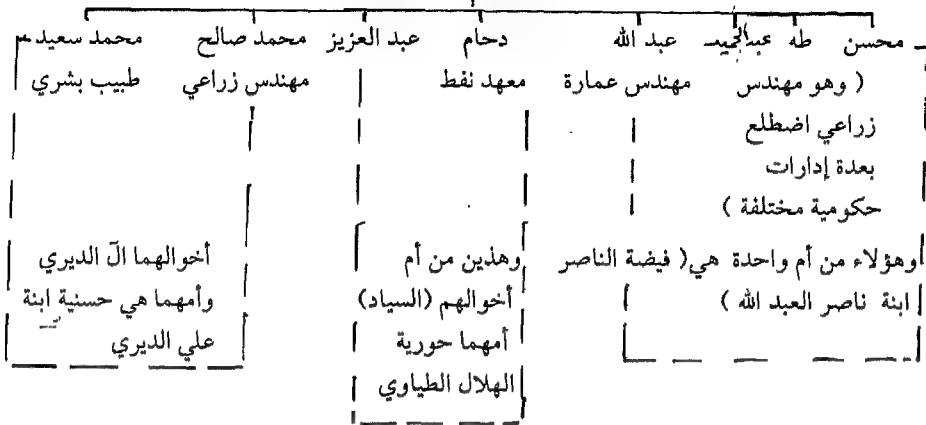 محسن طه عبد الحميد عبد الله دحام عبد العزيز محمد صالح محمد سعيد
( وهو مهندس مهندس عمارة معهد نفط مهندس زراعي طبيب بشري
زراعي اضطلع
بعدة إدارات
حكومية مختلفة )
وهؤلاء من أم واحدة هي ( فيضة الناصر وهذين من أم أخوالهما آل الديري
ابنة ناصر العبد الله ) أخوالهم (السياد) وأمهما هي حسنية ابنة
أمهما حورية علي الديري
الهلال الطياوي